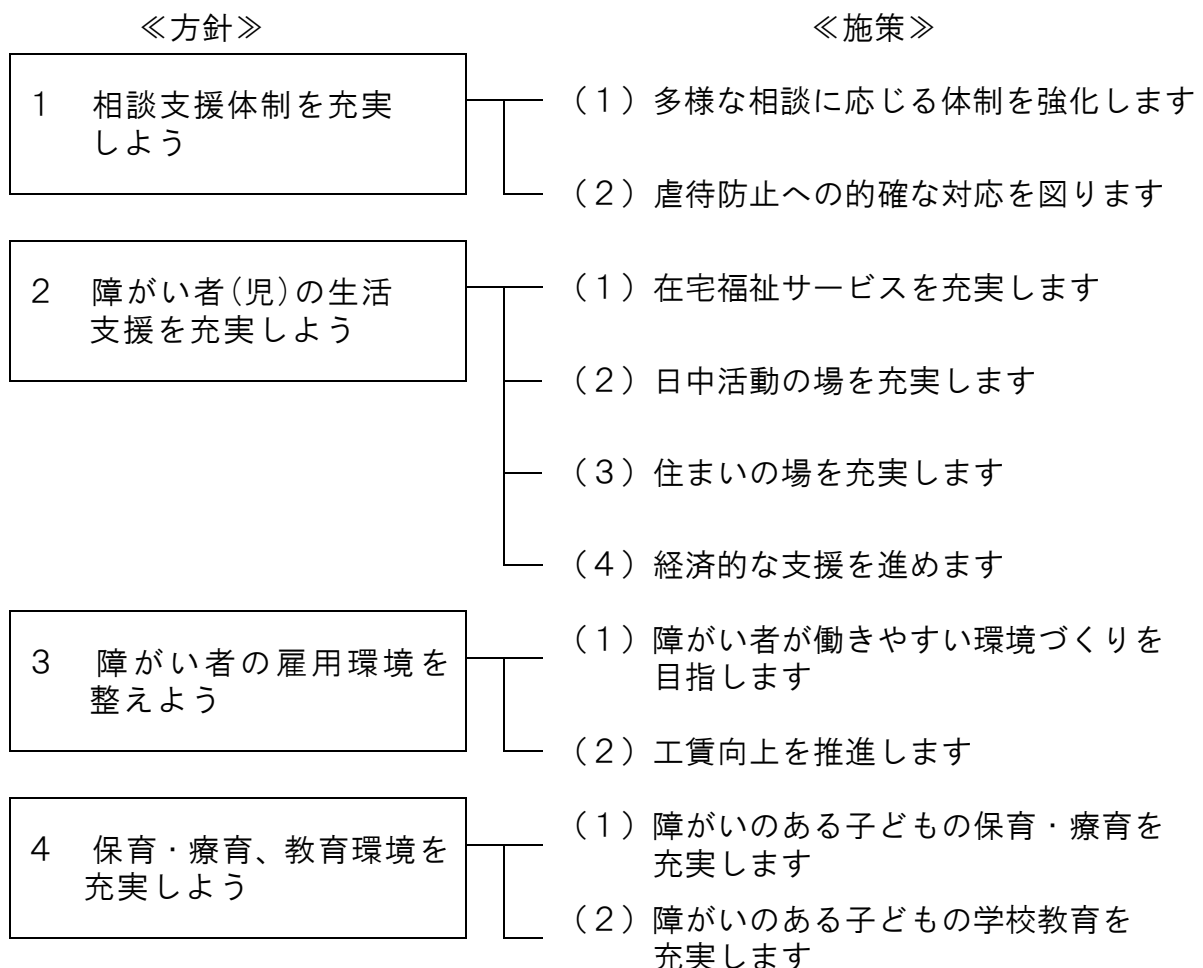 ≪方針≫ ≪施策≫
1 相談支援体制を充実
しよう
(1)多様な相談に応じる体制を強化します
(2)虐待防止への的確な対応を図ります
2 障がい者(児)の生活
支援を充実しよう
(1)在宅福祉サービスを充実します
(2)日中活動の場を充実します
(3)住まいの場を充実します
(4)経済的な支援を進めます
3 障がい者の雇用環境を
整えよう
(1)障がい者が働きやすい環境づくりを
目指します
(2)工賃向上を推進します
4 保育・療育、教育環境を
充実しよう
(1)障がいのある子どもの保育・療育を
充実します
(2)障がいのある子どもの学校教育を
充実します